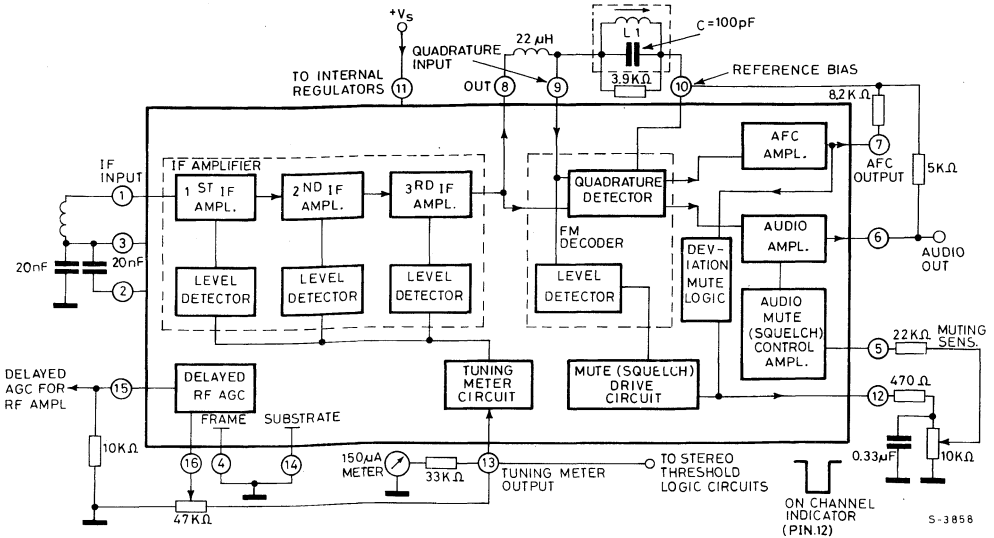 +Vs
22 µH
L 1
C=100pF
QUADRATURE
INPUT
TO INTERNAL
REGULATORS
11
OUT
8
9
3.9KΩ
10
REFERENCE BIAS
8.2KΩ
7
AFC
OUTPUT
5KΩ
IF
INPUT
1
3
2
20nF
20nF
IF AMPLIFIER
1ST IF
AMPL.
2ND IF
AMPL.
3RD IF
AMPL.
LEVEL
DETECTOR
LEVEL
DETECTOR
LEVEL
DETECTOR
QUADRATURE
DETECTOR
FM
DECODER
LEVEL
DETECTOR
AFC
AMPL.
AUDIO
AMPL.
6
AUDIO
OUT
DEV-
IATION
MUTE
LOGIC
AUDIO
MUTE
(SQUELCH)
CONTROL
AMPL.
5
22KΩ
MUTING
SENS.
DELAYED
AGC FOR
RF AMPL
15
DELAYED
RF AGC
FRAME
SUBSTRATE
TUNING
METER
CIRCUIT
MUTE (SQUELCH)
DRIVE
CIRCUIT
12
470 Ω
0.33µF
10KΩ
10KΩ
16
4
14
47KΩ
150µA
METER
33KΩ
13
TUNING METER
OUTPUT
TO STEREO
THRESHOLD
LOGIC CIRCUITS
ON CHANNEL
INDICATOR
(PIN.12)
S-3858